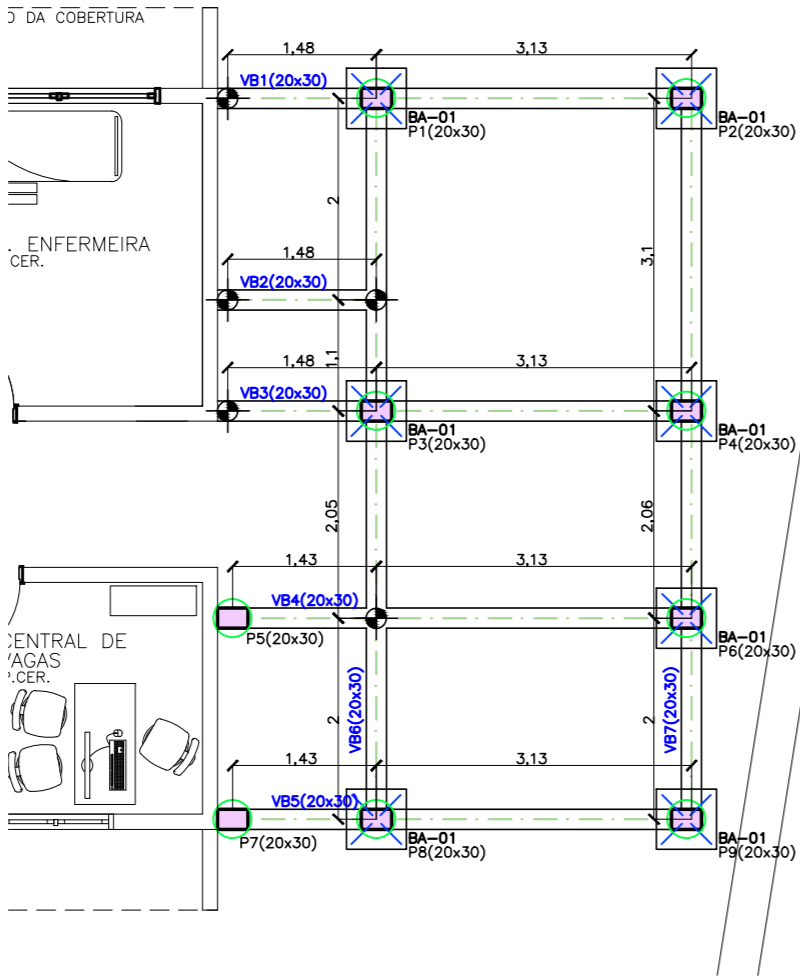 O DA COBERTURA
1,48
3,13
VB1(20x30)
BA-01
P1(20x30)
BA-01
P2(20x30)
2
3,1
. ENFERMEIRA
CER.
1,48
VB2(20x30)
1,48
1,1
3,13
VB3(20x30)
BA-01
P3(20x30)
BA-01
P4(20x30)
2,05
2,06
1,43
3,13
VB4(20x30)
P5(20x30)
BA-01
P6(20x30)
CENTRAL DE
VAGAS
P.CER.
VB6(20x30)
2
VB7(20x30)
2
1,43
3,13
VB5(20x30)
P7(20x30)
BA-01
P8(20x30)
BA-01
P9(20x30)